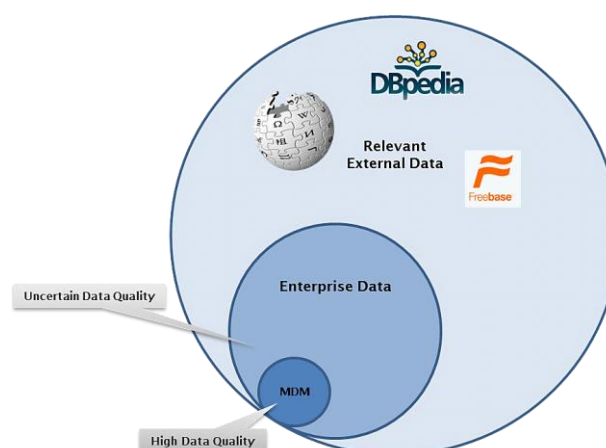 DBpedia
Relevant
External Data
Freebase
Enterprise Data
Uncertain Data Quality
MDM
High Data Quality